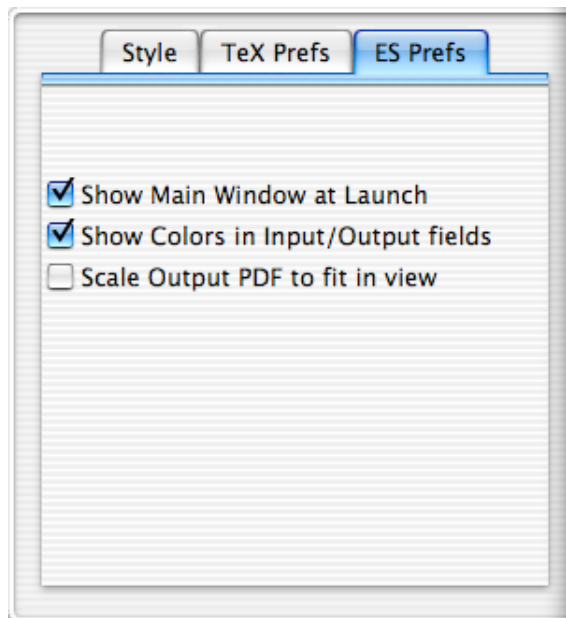 Style TeX Prefs ES Prefs
Show Main Window at Launch
Show Colors in Input/Output fields
Scale Output PDF to fit in view